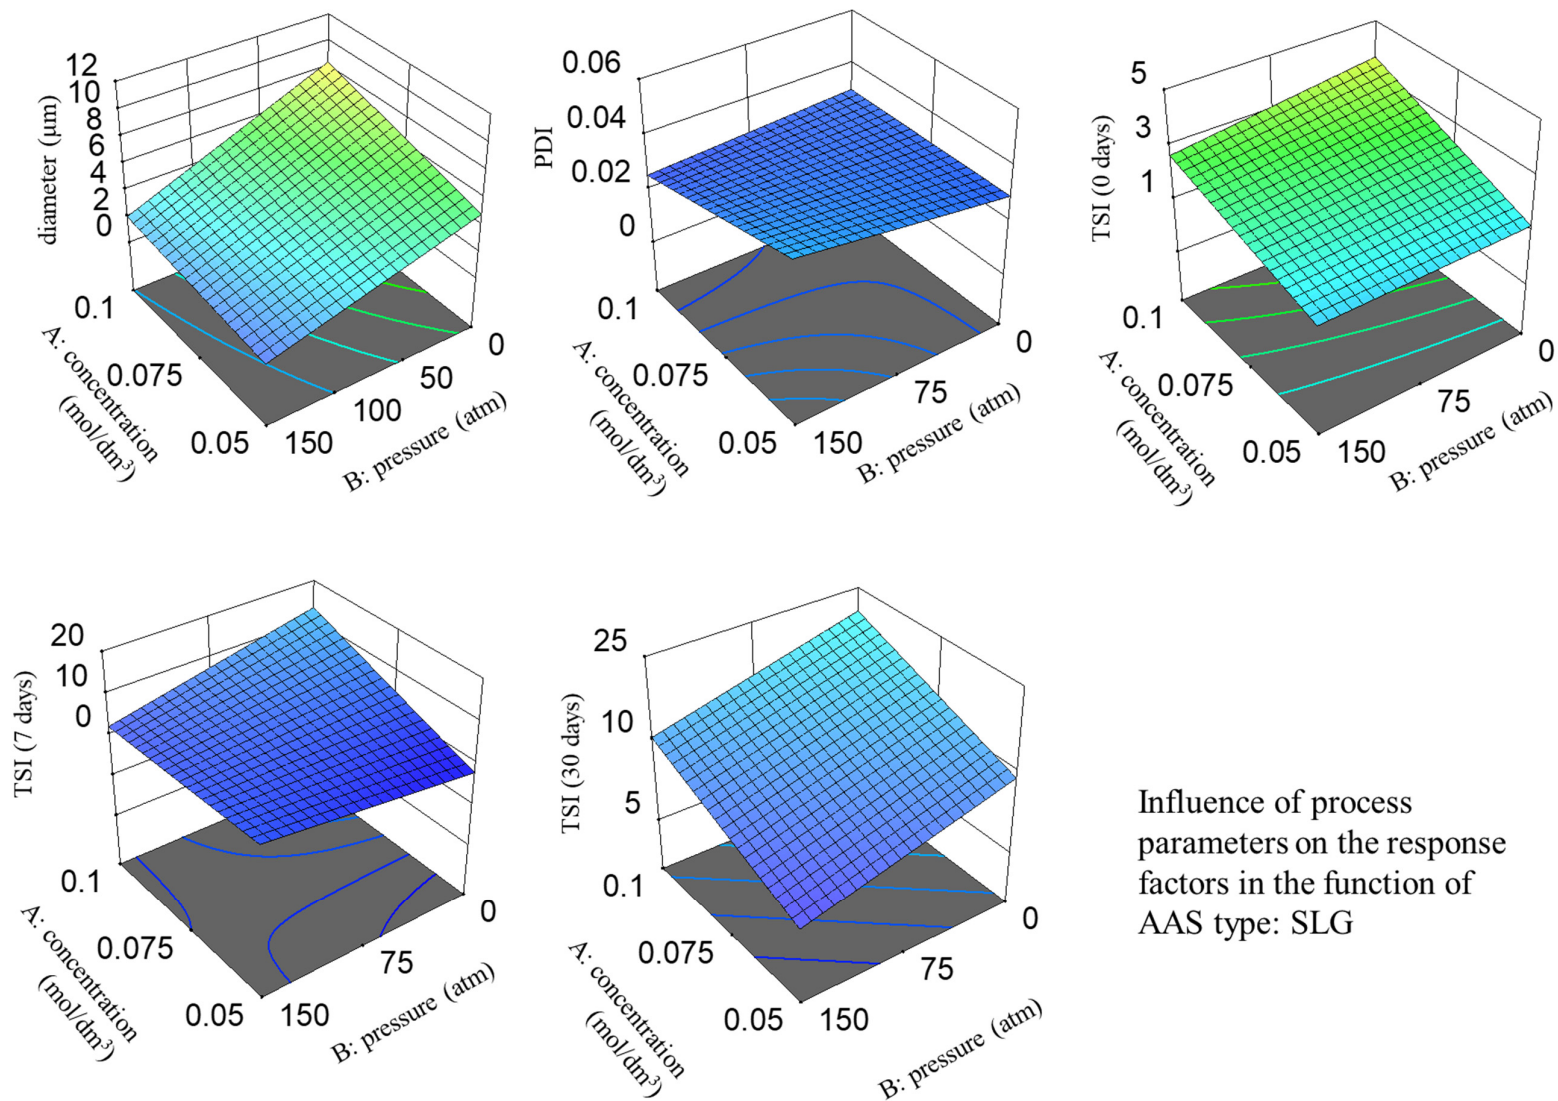 12
10
8
6
4
2
0
diameter (μm)
0.1
0.075
0.05
A: concentration
(mol/dm³)
150
100
50
0
B: pressure (atm)
0.06
0.04
0.02
0
PDI
0.1
0.075
0.05
A: concentration
(mol/dm³)
150
75
0
B: pressure (atm)
5
3
1
TSI (0 days)
0.1
0.075
0.05
A: concentration
(mol/dm³)
150
75
0
B: pressure (atm)
20
10
0
TSI (7 days)
0.1
0.075
0.05
A: concentration
(mol/dm³)
150
75
0
B: pressure (atm)
25
10
5
TSI (30 days)
0.1
0.075
0.05
A: concentration
(mol/dm³)
150
75
0
B: pressure (atm)
Influence of process
parameters on the response
factors in the function of
AAS type: SLG